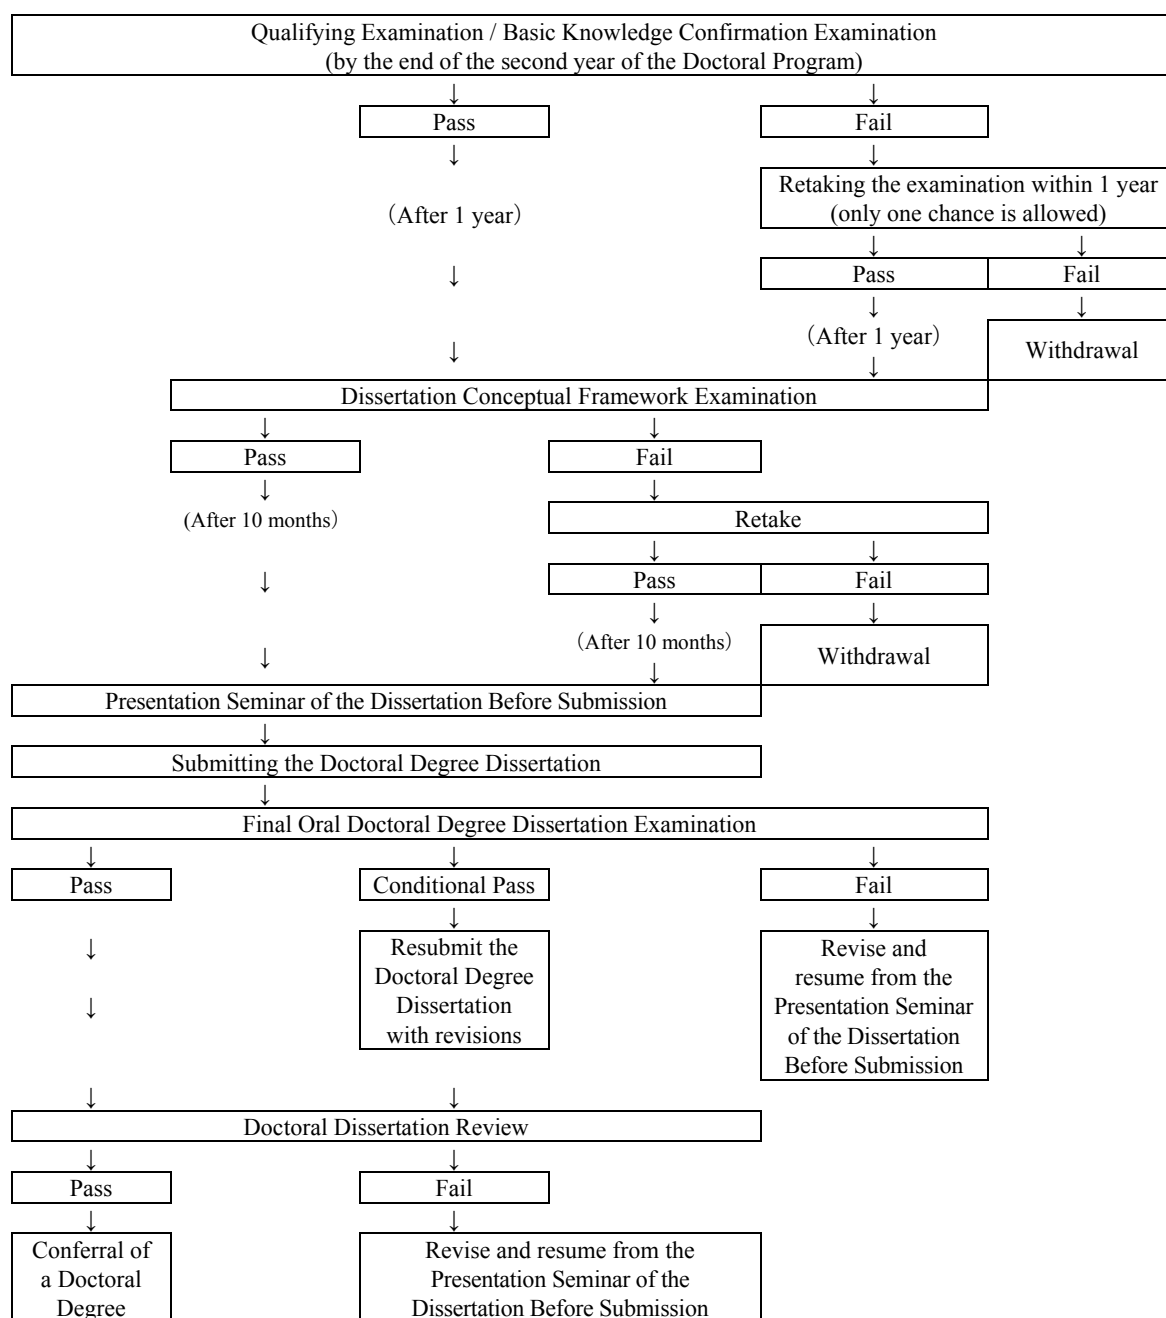 Qualifying Examination / Basic Knowledge Confirmation Examination
(by the end of the second year of the Doctoral Program)
↓ ↓
Pass Fail
↓ ↓
Retaking the examination within 1 year
(After 1 year) (only one chance is allowed)
↓ ↓
↓ Pass Fail
↓ ↓
(After 1 year) Withdrawal
↓ ↓
Dissertation Conceptual Framework Examination
↓ ↓
Pass Fail
↓ ↓
(After 10 months) Retake
↓ ↓
↓ Pass Fail
↓ ↓
(After 10 months) Withdrawal
↓ ↓
Presentation Seminar of the Dissertation Before Submission
↓
Submitting the Doctoral Degree Dissertation
↓
Final Oral Doctoral Degree Dissertation Examination
↓ ↓ ↓
Pass Conditional Pass Fail
↓ ↓
↓ Resubmit the
Doctoral Degree
↓ Dissertation
with revisions
Revise and
resume from the
Presentation Seminar
of the Dissertation
Before Submission
↓ ↓
Doctoral Dissertation Review
↓ ↓
Pass Fail
↓ ↓
Conferral of
a Doctoral
Degree
Revise and resume from the
Presentation Seminar of the
Dissertation Before Submission